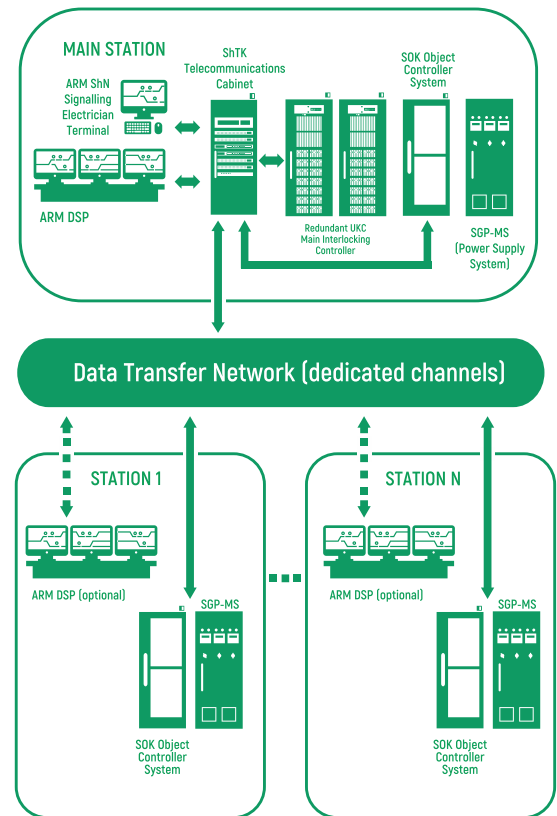 MAIN STATION
ShTK
Telecommunications
Cabinet
SOK Object
Controller
System
ARM ShN
Signalling
Electrician
Terminal
ARM DSP
Redundant UKC
Main Interlocking
Controller
SGP-MS
(Power Supply
System)
Data Transfer Network (dedicated channels)
STATION 1
ARM DSP (optional)
SGP-MS
SOK Object
Controller
System
STATION N
ARM DSP (optional)
SGP-MS
SOK Object
Controller
System